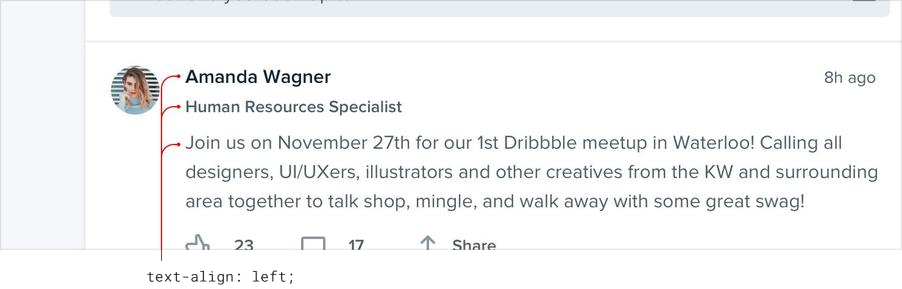 Amanda Wagner
8h ago
Human Resources Specialist
Join us on November 27th for our 1st Dribbble meetup in Waterloo! Calling all
designers, UI/UXers, illustrators and other creatives from the KW and surrounding
area together to talk shop, mingle, and walk away with some great swag!
23 17 Share
text-align: left;